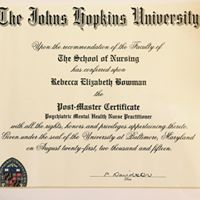 The Johns Hopkins University
Upon the recommendation of the Faculty of
The School of Nursing
has conferred upon
Rebecca Elizabeth Bowman
the
Post-Master Certificate
Psychiatric Mental Health Nurse Practitioner
with all the rights, honors and privileges appertaining thereto.
Given under the seal of the University at Baltimore, Maryland
on August twenty-first, two thousand and fifteen.